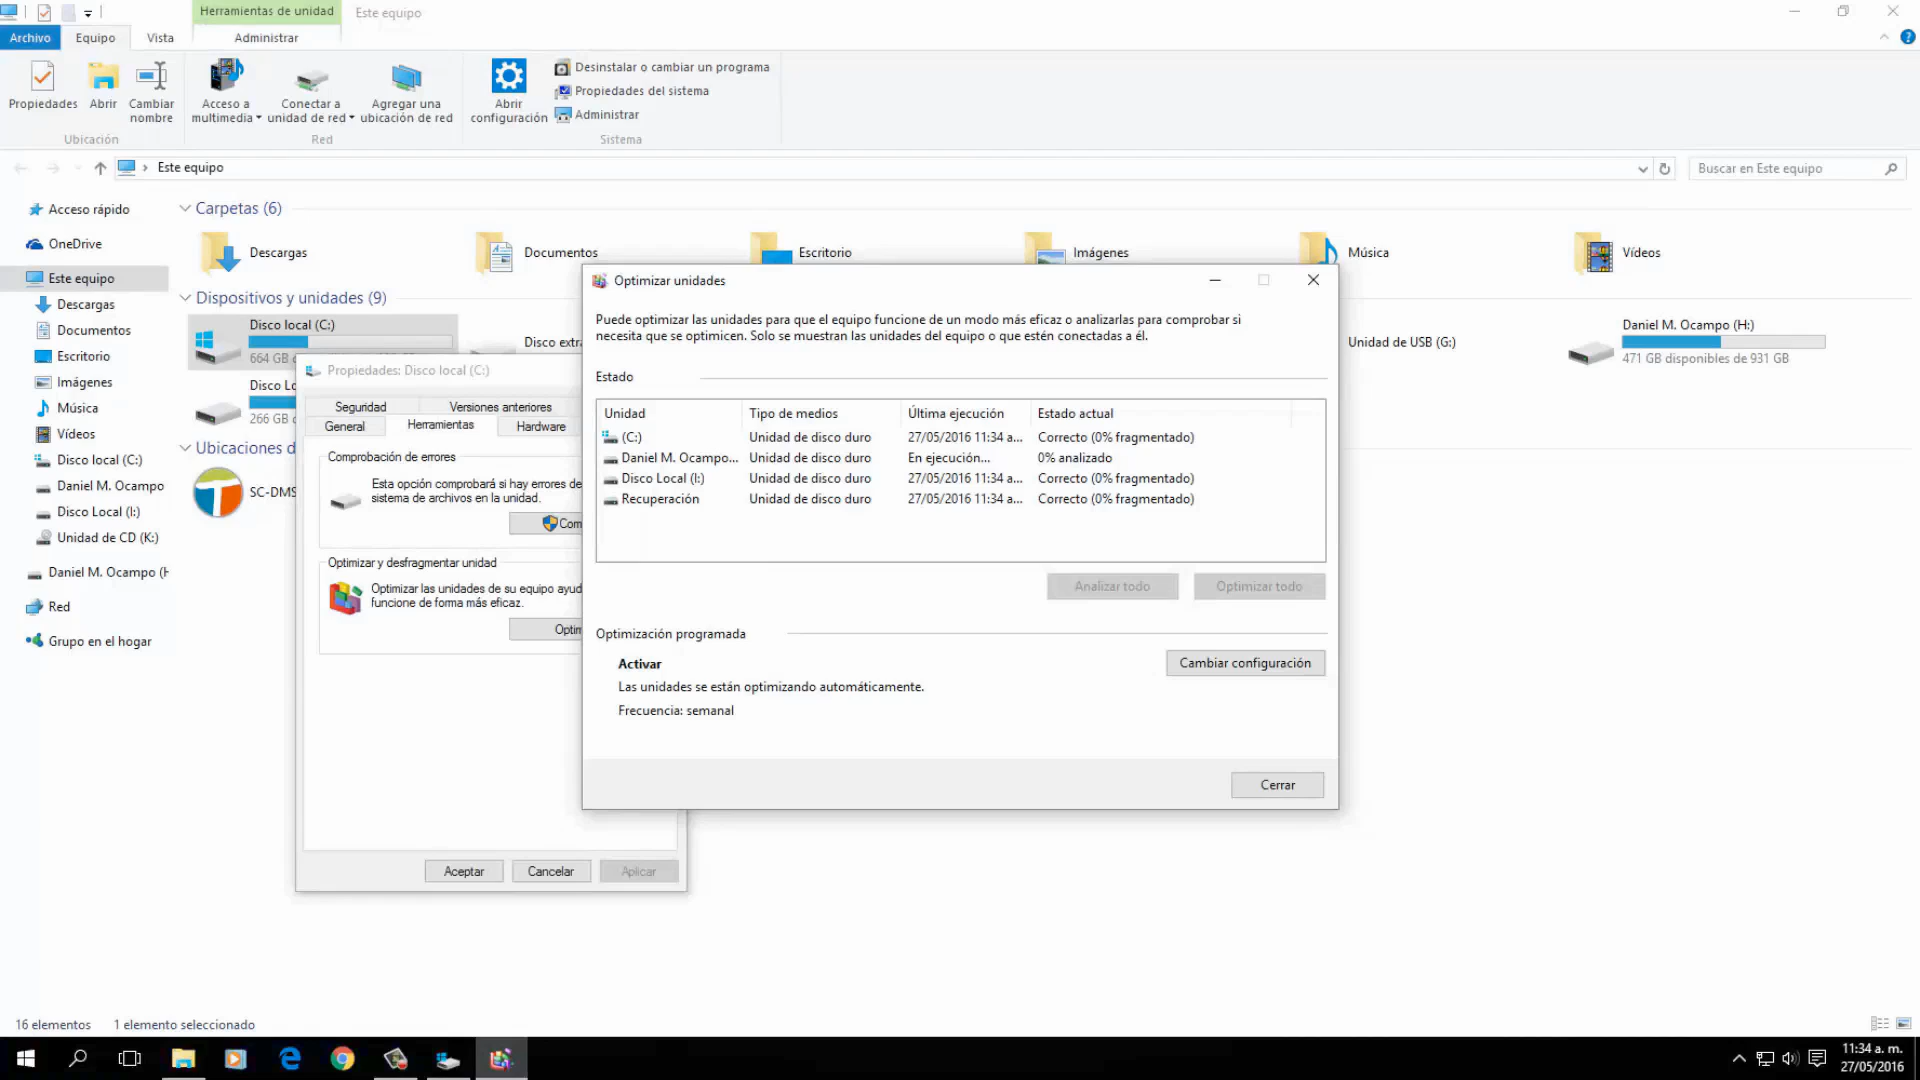 Herramientas de unidad
Este equipo
Archivo
Equipo
Vista
Administrar
Propiedades
Abrir
Cambiar nombre
Acceso a multimedia
Conectar a unidad de red
Agregar una ubicación de red
Abrir configuración
Desinstalar o cambiar un programa
Propiedades del sistema
Administrar
Ubicación
Red
Sistema
Este equipo
Buscar en Este equipo
Acceso rápido
OneDrive
Este equipo
Descargas
Documentos
Escritorio
Imágenes
Música
Vídeos
Disco local (C:)
Daniel M. Ocampo
Disco Local (I:)
Unidad de CD (K:)
Daniel M. Ocampo (H
Red
Grupo en el hogar
Carpetas (6)
Descargas
Documentos
Escritorio
Imágenes
Música
Vídeos
Dispositivos y unidades (9)
Disco local (C:)
664 GB
Disco extra
Unidad de USB (G:)
Daniel M. Ocampo (H:)
471 GB disponibles de 931 GB
Disco Lo
266 GB
Ubicaciones d
SC-DMS
Propiedades: Disco local (C:)
Seguridad
Versiones anteriores
General
Herramientas
Hardware
Comprobación de errores
Esta opción comprobará si hay errores de
sistema de archivos en la unidad.
Com
Optimizar y desfragmentar unidad
Optimizar las unidades de su equipo ayud
funcione de forma más eficaz.
Optim
Aceptar
Cancelar
Aplicar
Optimizar unidades
Puede optimizar las unidades para que el equipo funcione de un modo más eficaz o analizarlas para comprobar si
necesita que se optimicen. Solo se muestran las unidades del equipo o que estén conectadas a él.
Estado
Unidad Tipo de medios Última ejecución Estado actual
(C:) Unidad de disco duro 27/05/2016 11:34 a... Correcto (0% fragmentado)
Daniel M. Ocampo... Unidad de disco duro En ejecución... 0% analizado
Disco Local (I:) Unidad de disco duro 27/05/2016 11:34 a... Correcto (0% fragmentado)
Recuperación Unidad de disco duro 27/05/2016 11:34 a... Correcto (0% fragmentado)
Analizar todo
Optimizar todo
Optimización programada
Activar
Cambiar configuración
Las unidades se están optimizando automáticamente.
Frecuencia: semanal
Cerrar
16 elementos
1 elemento seleccionado
11:34 a. m.
27/05/2016